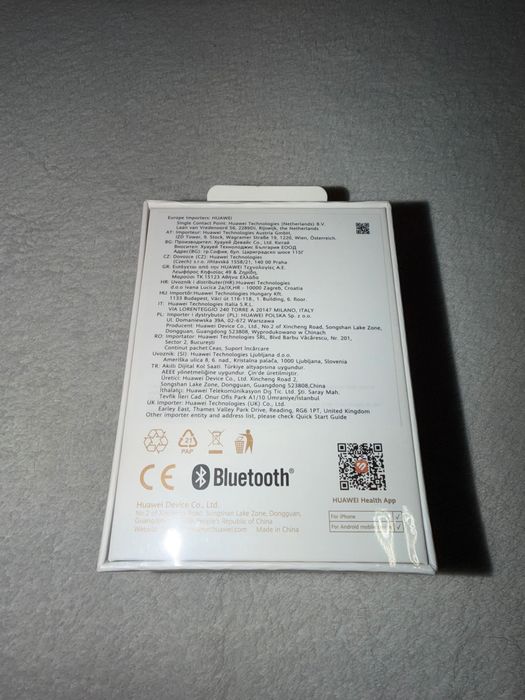 Europe Importers: HUAWEI
Single Contact Point: Huawei Technologies (Netherlands) B.V.
Laan van Vredenoord 56, 2289DJ, Rijswijk, the Netherlands
AT: Importeur: Huawei Technologies Austria GmbH,
IZD Tower, 9. Stock, Wagramer Straße 19, 1220, Wien, Österreich.
BG: Производител: Хуауей Девайс Co., Ltd. Китай
Вносител: Хуауей Технолоджис България ЕООД
Адрес(BG): гр.София, бул. Цариградско шосе 115Г
CZ: Dovozce (CZ): Huawei Technologies
(Czech) s.r.o. Jihlavská 1558/21, 140 00 Praha
GR: Εισάγεται από την HUAWEI Τεχνολογίες Α.Ε.
Λεωφόρος Κηφισίας 49 & Ζηρίδη,
Μαρούσι ΤΚ 15123 Αθήνα Ελλάδα
HR: Uvoznik i distributer(HR):Huawei Technologies
d.o.o Ivana Lucica 2a/IX,HR - 10000 Zagreb, Croatia
HU: Importőr:Huawei Technologies Hungary Kft.
1133 Budapest, Váci út 116-118., 1. Building, 6. floor.
IT: Huawei Technologies Italia S.R.L
VIA LORENTEGGIO 240 TORRE A 20147 MILANO, ITALY
PL: Importer i dystrybutor (PL): HUAWEI POLSKA Sp. z o.o.
Ul. Domaniewska 39A, 02-672 Warszawa
Producent: Huawei Device Co., Ltd., No.2 of Xincheng Road, Songshan Lake Zone,
Dongguan, Guangdong 523808, Wyprodukowano w Chinach
RO: Importator: Huawei Technologies SRL, Blvd Barbu Văcărescu, Nr. 201,
Sector 2, București
Continut pachet:Ceas, Suport încărcare
Uvoznik: (SI): Huawei Technologies Ljubljana d.o.o.
Ameriška ulica 8, 6. nad., Kristalna palača, 1000 Ljubljana, Slovenia
TR: Akilli Dijital Kol Saati. Türkiye altyapısına uygundur.
AEEE yönetmeliğine uygundur. Çin'de üretilmiştir.
Üretici: Huawei Device Co., Ltd. Xincheng Road 2,
Songshan Lake Zone, Dongguan, Guangdong 523808,China
İthalatçı: Huawei Telekomünikasyon Dış Tic. Ltd. Şti. Saray Mah.
Tevfik İleri Cad. Onur Ofis Park A1/10 Ümraniye/İstanbul
UK Importer: Huawei Technologies (UK) Co., Ltd.
Earley East, Thames Valley Park Drive, Reading, RG6 1PT, United Kingdom
Other importer entity and address list, please check Quick Start Guide
21
PAP
CE Bluetooth®
HUAWEI Health App
For iPhone
For Android mobile
Huawei Device Co., Ltd.
No.2 of Road, Songshan Lake Zone, Dongguan,
People's Republic of China
Made in China